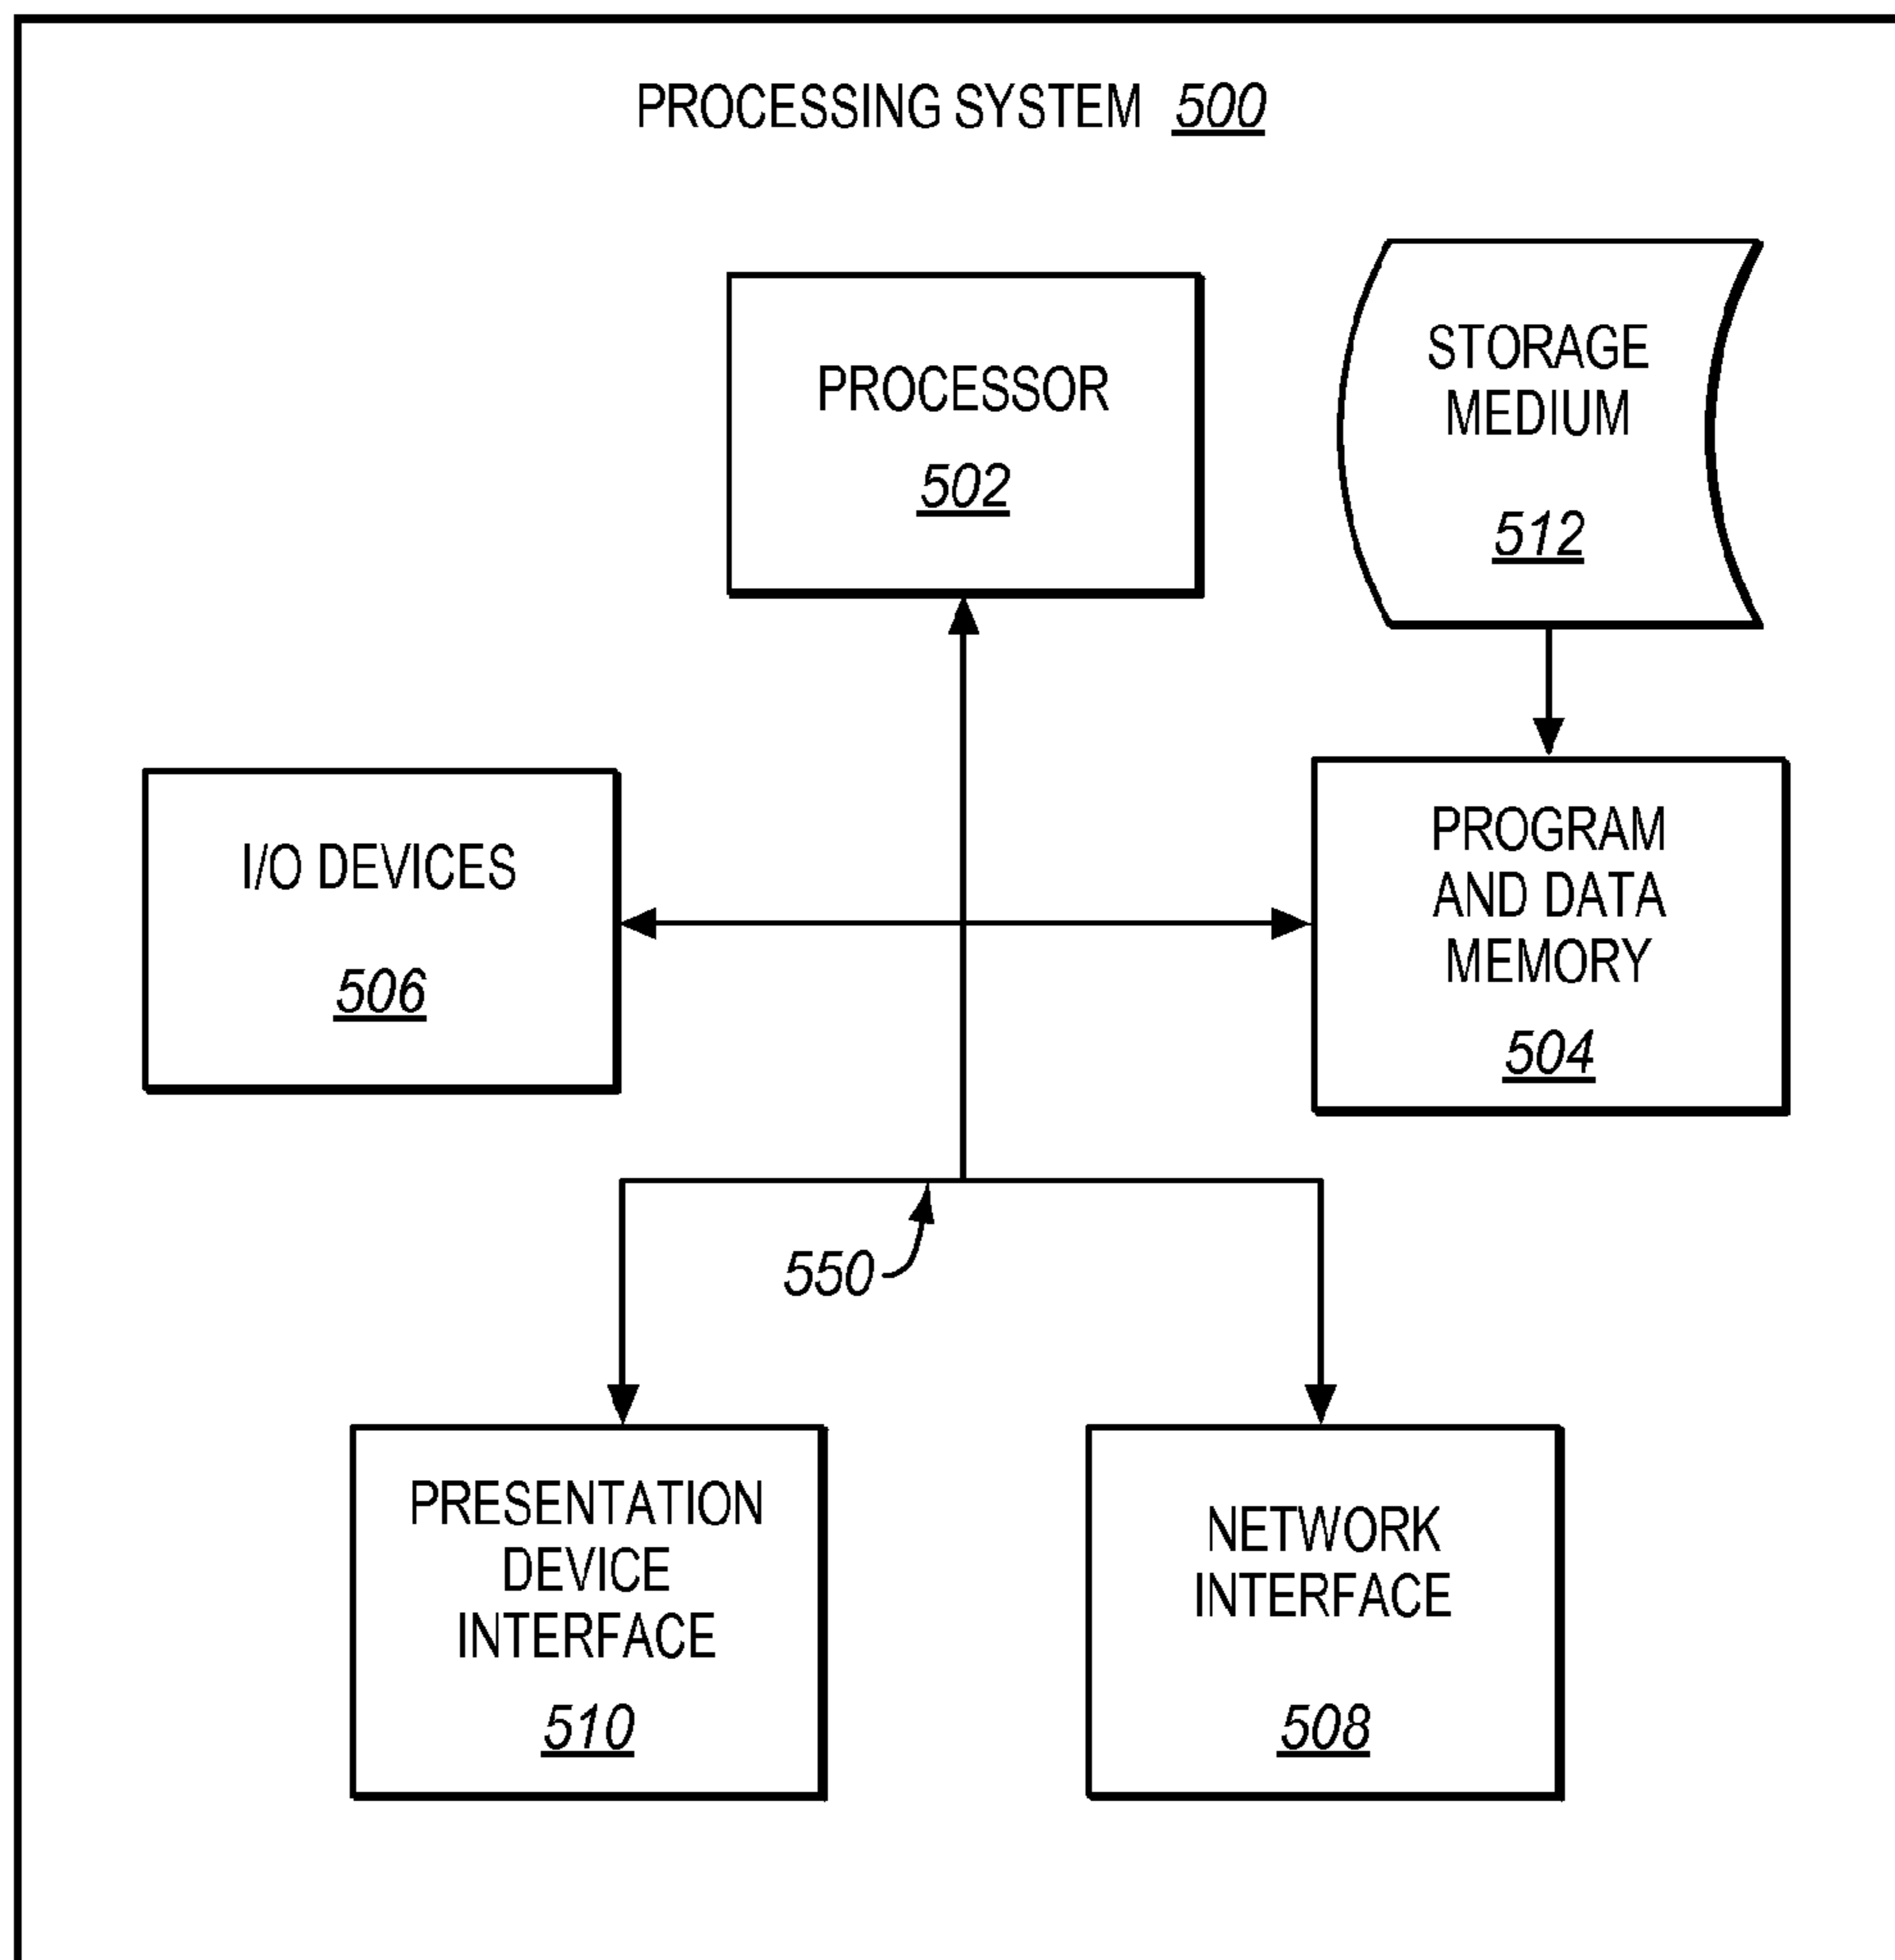 PROCESSING SYSTEM 500
PROCESSOR
502
STORAGE
MEDIUM
512
I/O DEVICES
506
PROGRAM
AND DATA
MEMORY
504
550
PRESENTATION
DEVICE
INTERFACE
510
NETWORK
INTERFACE
508